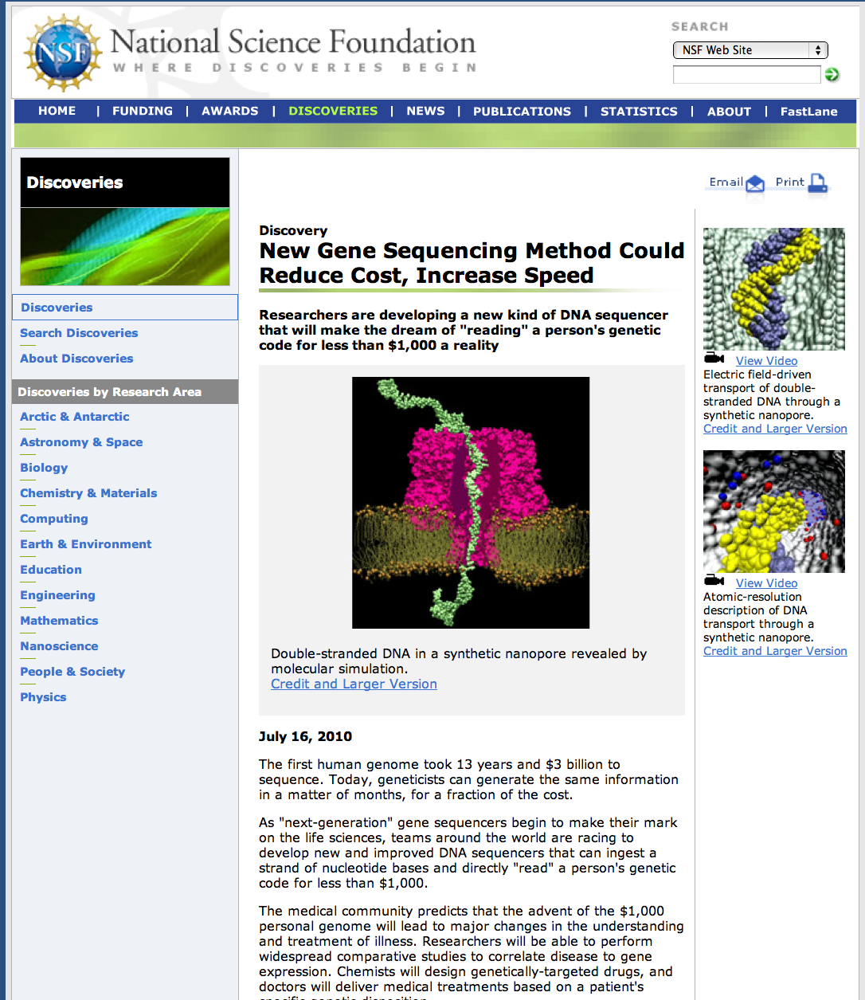 NSF
National Science Foundation
WHERE DISCOVERIES BEGIN
SEARCH
NSF Web Site
HOME | FUNDING | AWARDS | DISCOVERIES | NEWS | PUBLICATIONS | STATISTICS | ABOUT | FastLane
Discoveries
Discoveries
Search Discoveries
About Discoveries
Discoveries by Research Area
Arctic & Antarctic
Astronomy & Space
Biology
Chemistry & Materials
Computing
Earth & Environment
Education
Engineering
Mathematics
Nanoscience
People & Society
Physics
Email Print
Discovery
New Gene Sequencing Method Could
Reduce Cost, Increase Speed
Researchers are developing a new kind of DNA sequencer
that will make the dream of "reading" a person's genetic
code for less than $1,000 a reality
Double-stranded DNA in a synthetic nanopore revealed by
molecular simulation.
Credit and Larger Version
July 16, 2010
The first human genome took 13 years and $3 billion to
sequence. Today, geneticists can generate the same information
in a matter of months, for a fraction of the cost.
As "next-generation" gene sequencers begin to make their mark
on the life sciences, teams around the world are racing to
develop new and improved DNA sequencers that can ingest a
strand of nucleotide bases and directly "read" a person's genetic
code for less than $1,000.
The medical community predicts that the advent of the $1,000
personal genome will lead to major changes in the understanding
and treatment of illness. Researchers will be able to perform
widespread comparative studies to correlate disease to gene
expression. Chemists will design genetically-targeted drugs, and
doctors will deliver medical treatments based on a patient's
View Video
Electric field-driven
transport of double-
stranded DNA through a
synthetic nanopore.
Credit and Larger Version
View Video
Atomic-resolution
description of DNA
transport through a
synthetic nanopore.
Credit and Larger Version